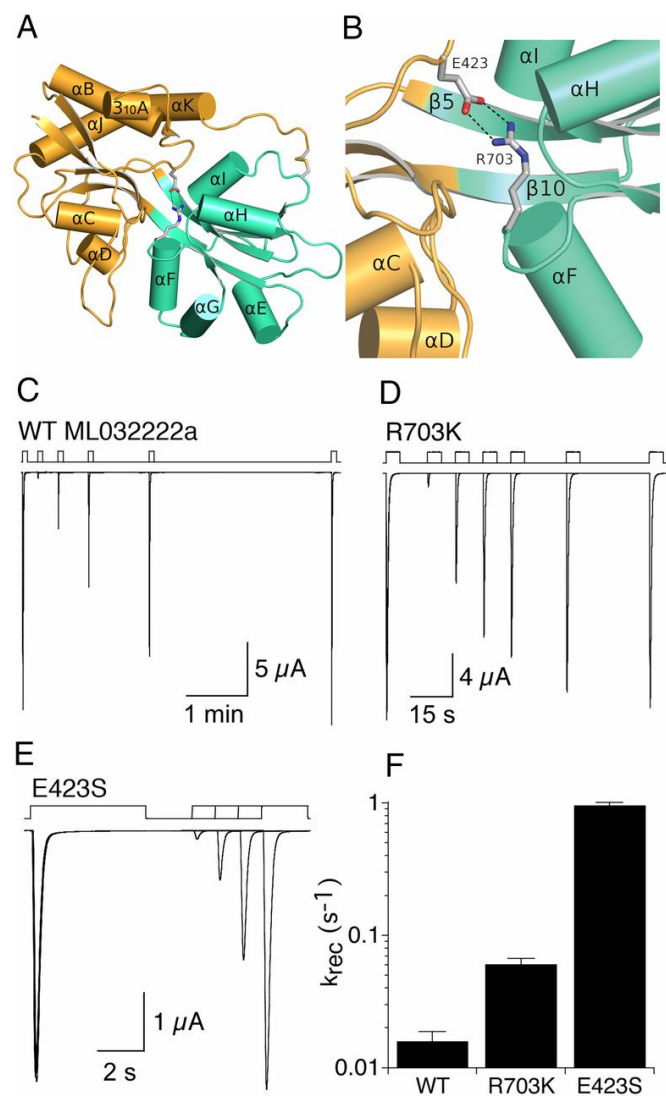 A
B
αB
3₁₀A
αK
αJ
αI
αC
αH
αD
αF
αG
αE
E423
αI
β5
αH
R703
β10
αC
αF
αD
C
WT ML032222a
5 µA
1 min
D
R703K
4 µA
15 s
E
E423S
1 µA
2 s
F
k_rec (s⁻¹)
1
0.1
0.01
WT R703K E423S